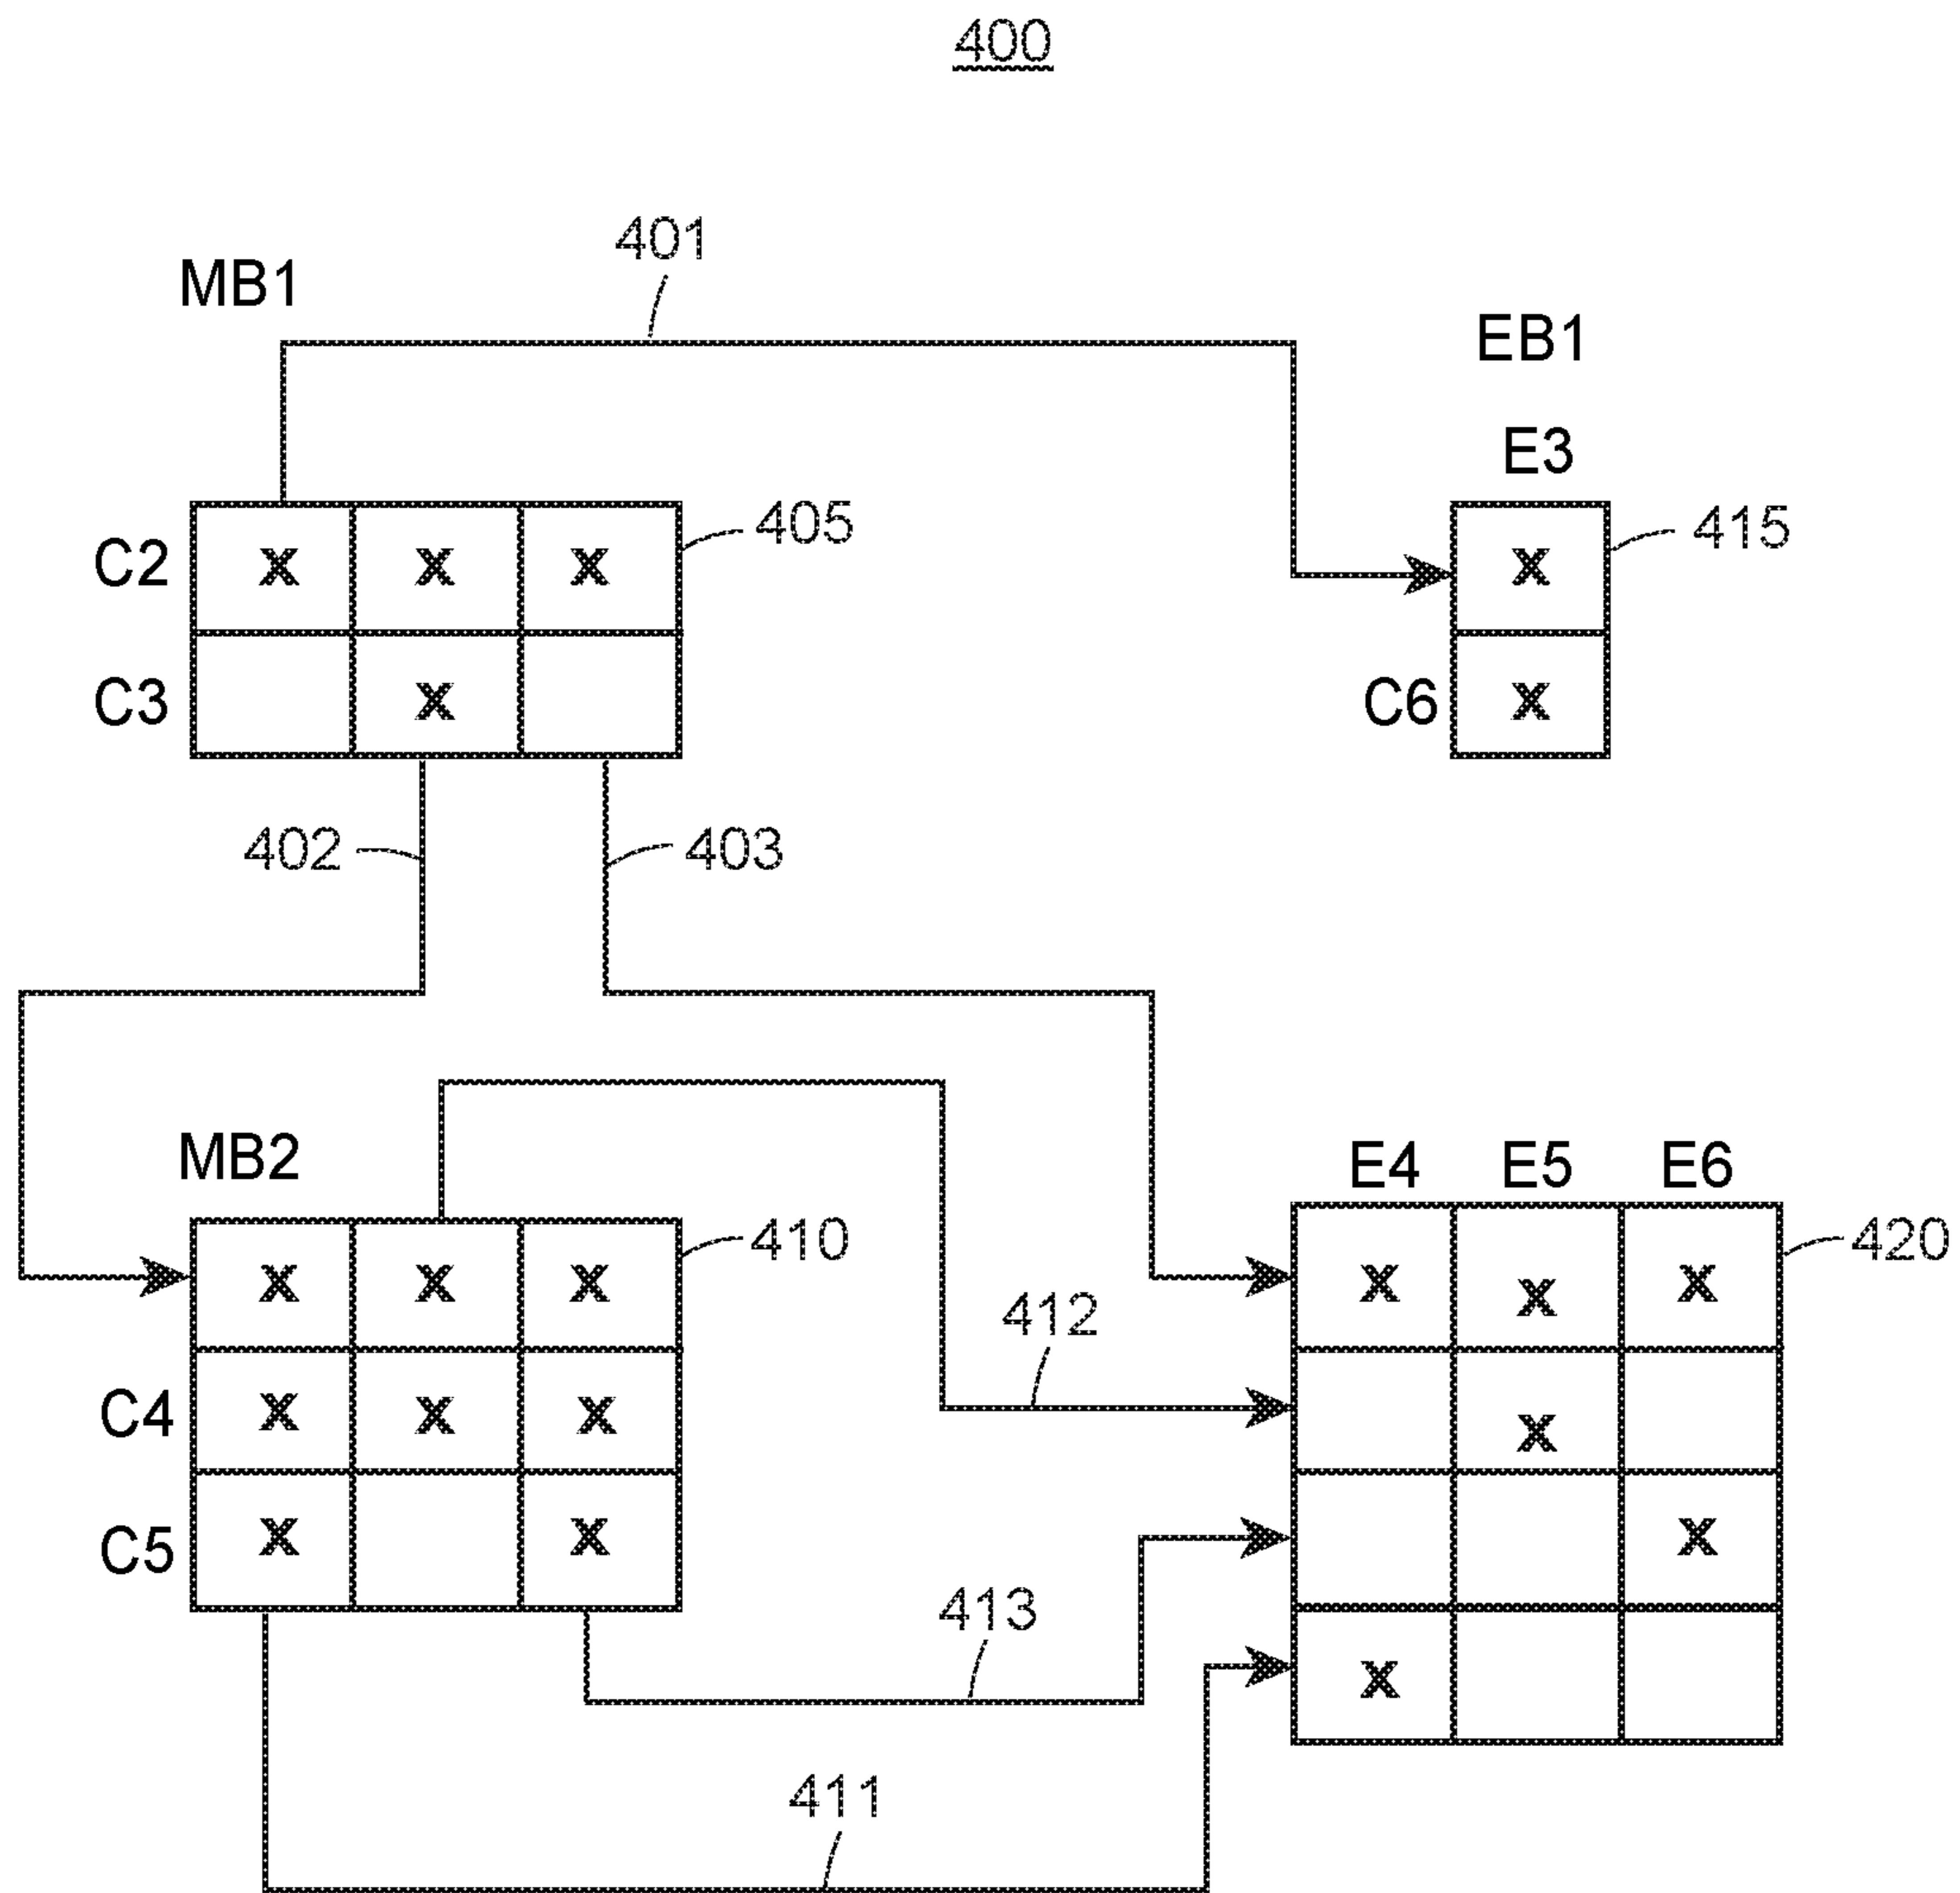 400
401
MB1
EB1
E3
C2 X X X 405
X 415
C3 X
C6 X
402 403
MB2
E4 E5 E6
X X X 410
X X X 420
412
C4 X X X
X
C5 X X
X
413
X
411